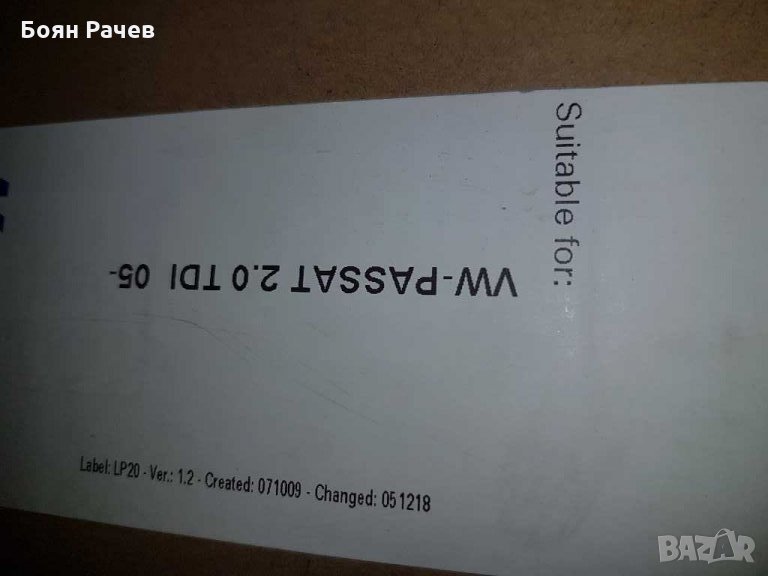 Боян Рачев
Suitable for:
VW-PASSAT 2.0 TDI 05-
Label: LP20 - Ver.: 1.2 - Created: 071009 - Changed: 051218
BAZAR